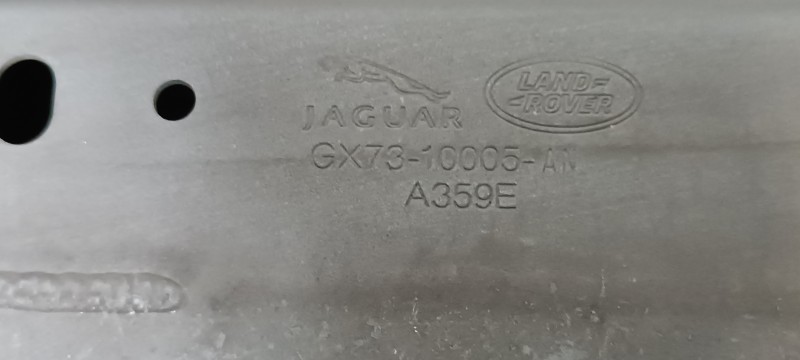 JAGUAR
LAND-
-ROVER
GX73-10005-AN
A359E